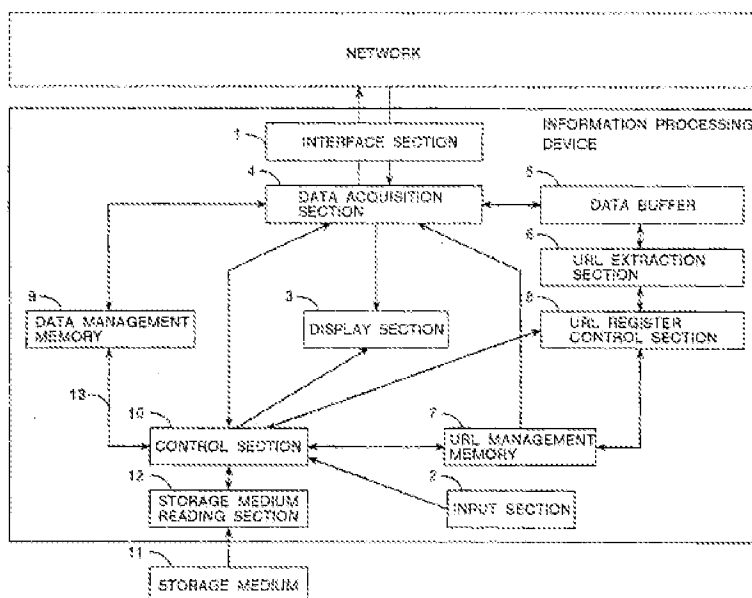 NETWORK
INFORMATION PROCESSING
DEVICE
1
INTERFACE SECTION
4
DATA ACQUISITION
SECTION
5
DATA BUFFER
6
URL EXTRACTION
SECTION
9
DATA MANAGEMENT
MEMORY
3
DISPLAY SECTION
8
URL REGISTER
CONTROL SECTION
13
10
CONTROL SECTION
7
URL MANAGEMENT
MEMORY
12
STORAGE MEDIUM
READING SECTION
2
INPUT SECTION
11
STORAGE MEDIUM